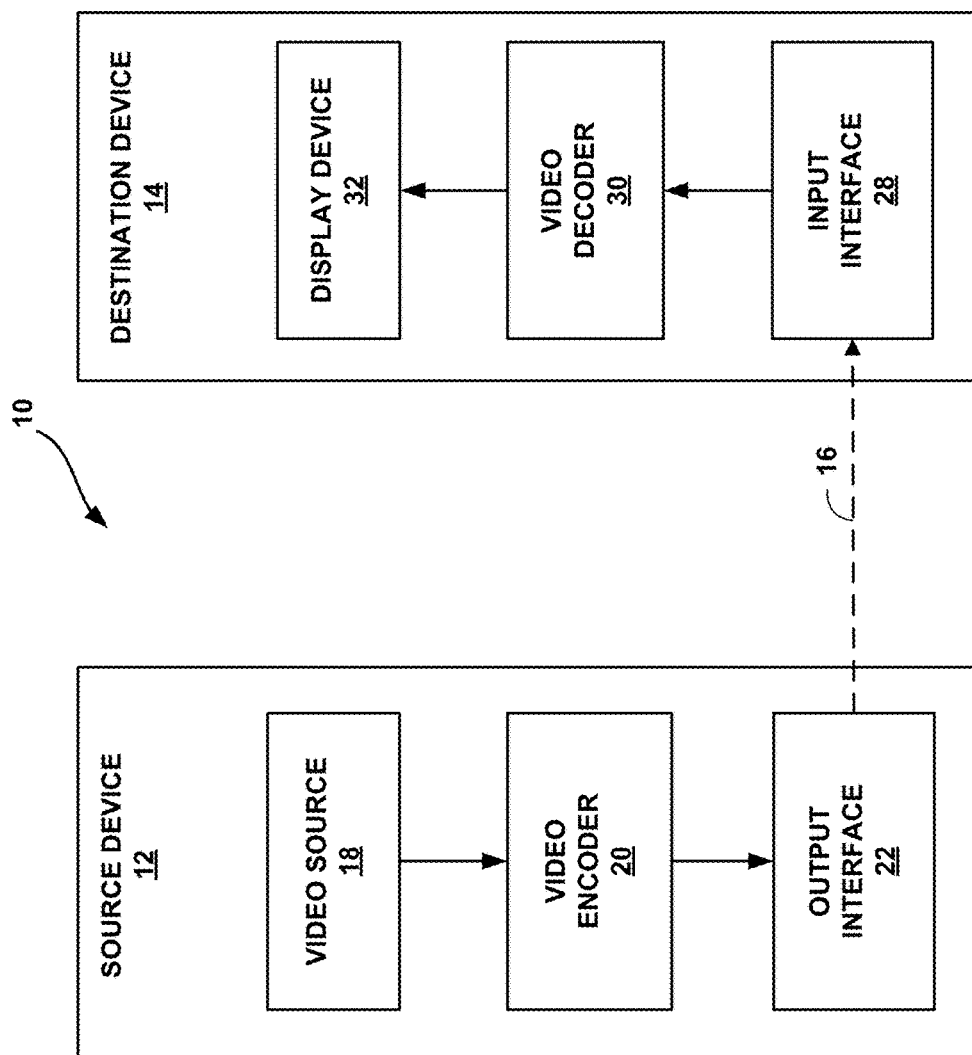 10
SOURCE DEVICE
12
VIDEO SOURCE
18
VIDEO
ENCODER
20
OUTPUT
INTERFACE
22
16
DESTINATION DEVICE
14
DISPLAY DEVICE
32
VIDEO
DECODER
30
INPUT
INTERFACE
28